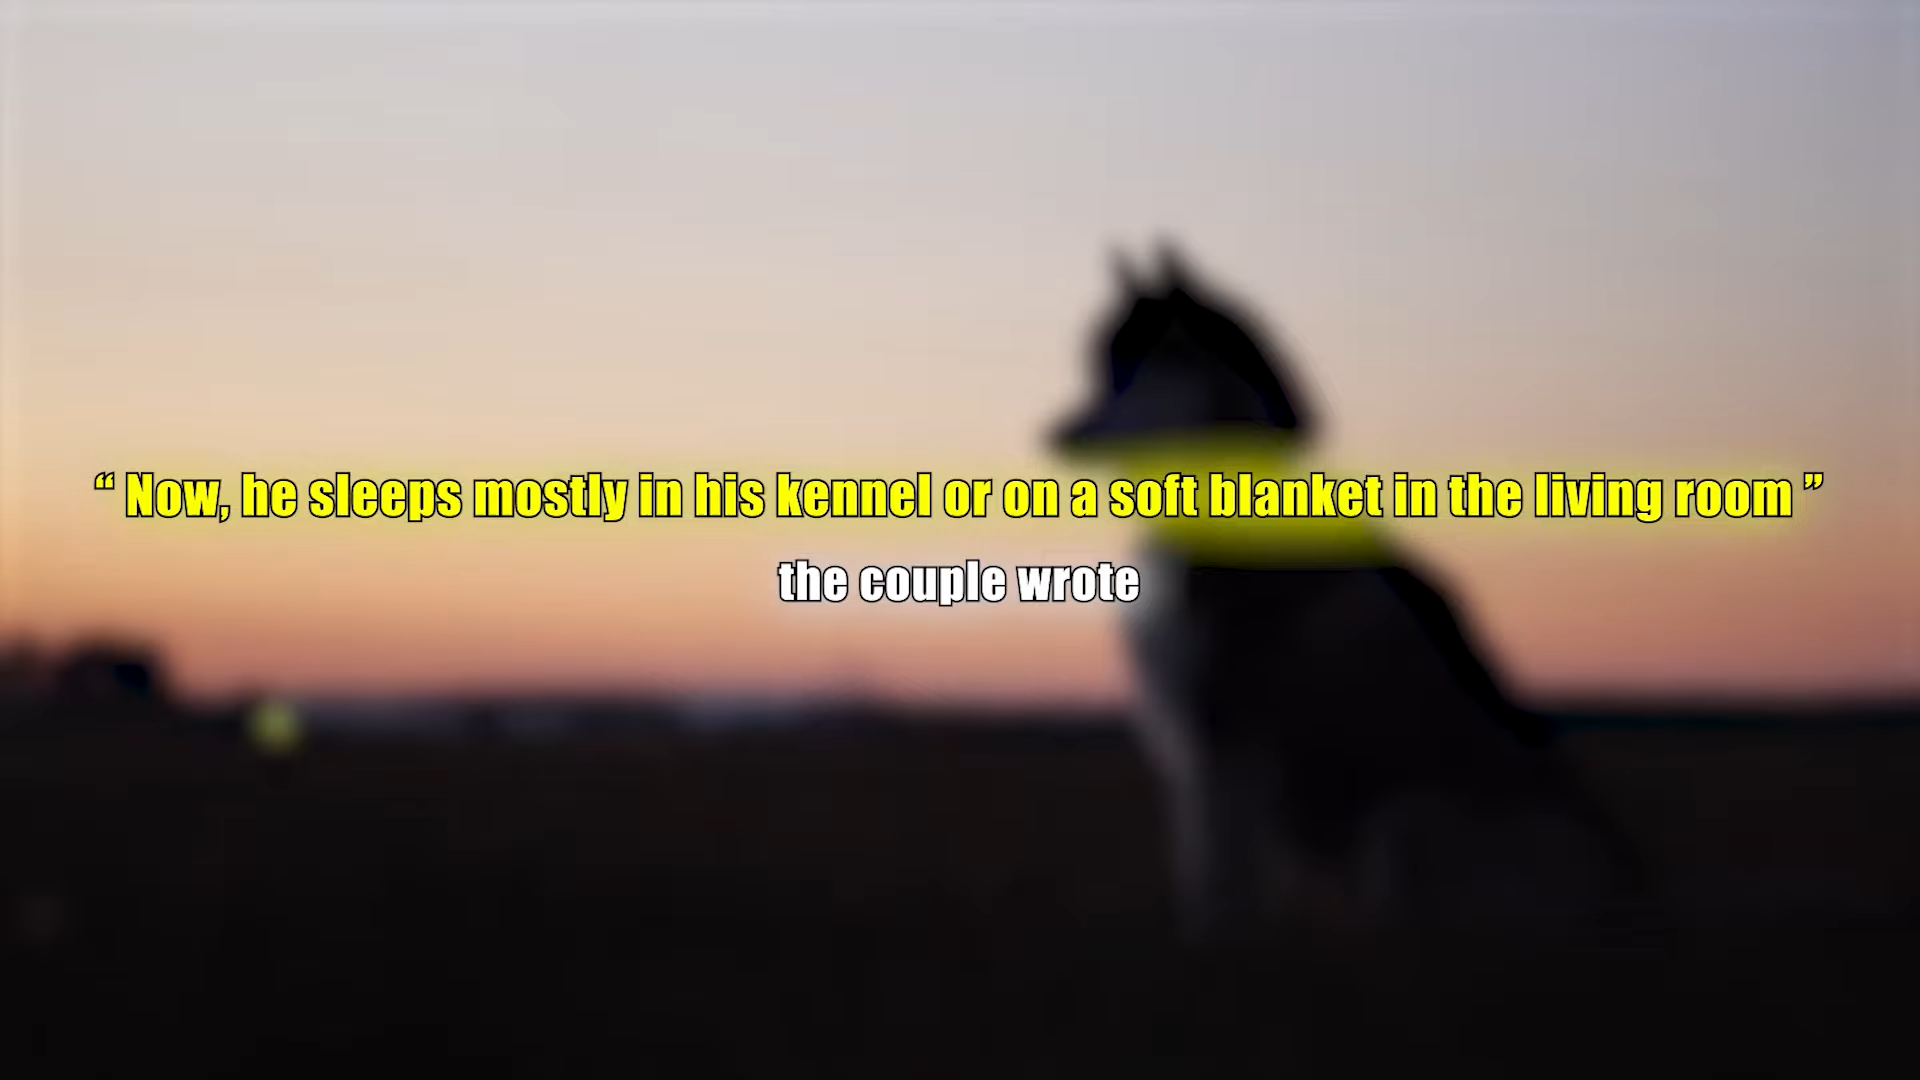 “ Now, he sleeps mostly in his kennel or on a soft blanket in the living room ”
the couple wrote